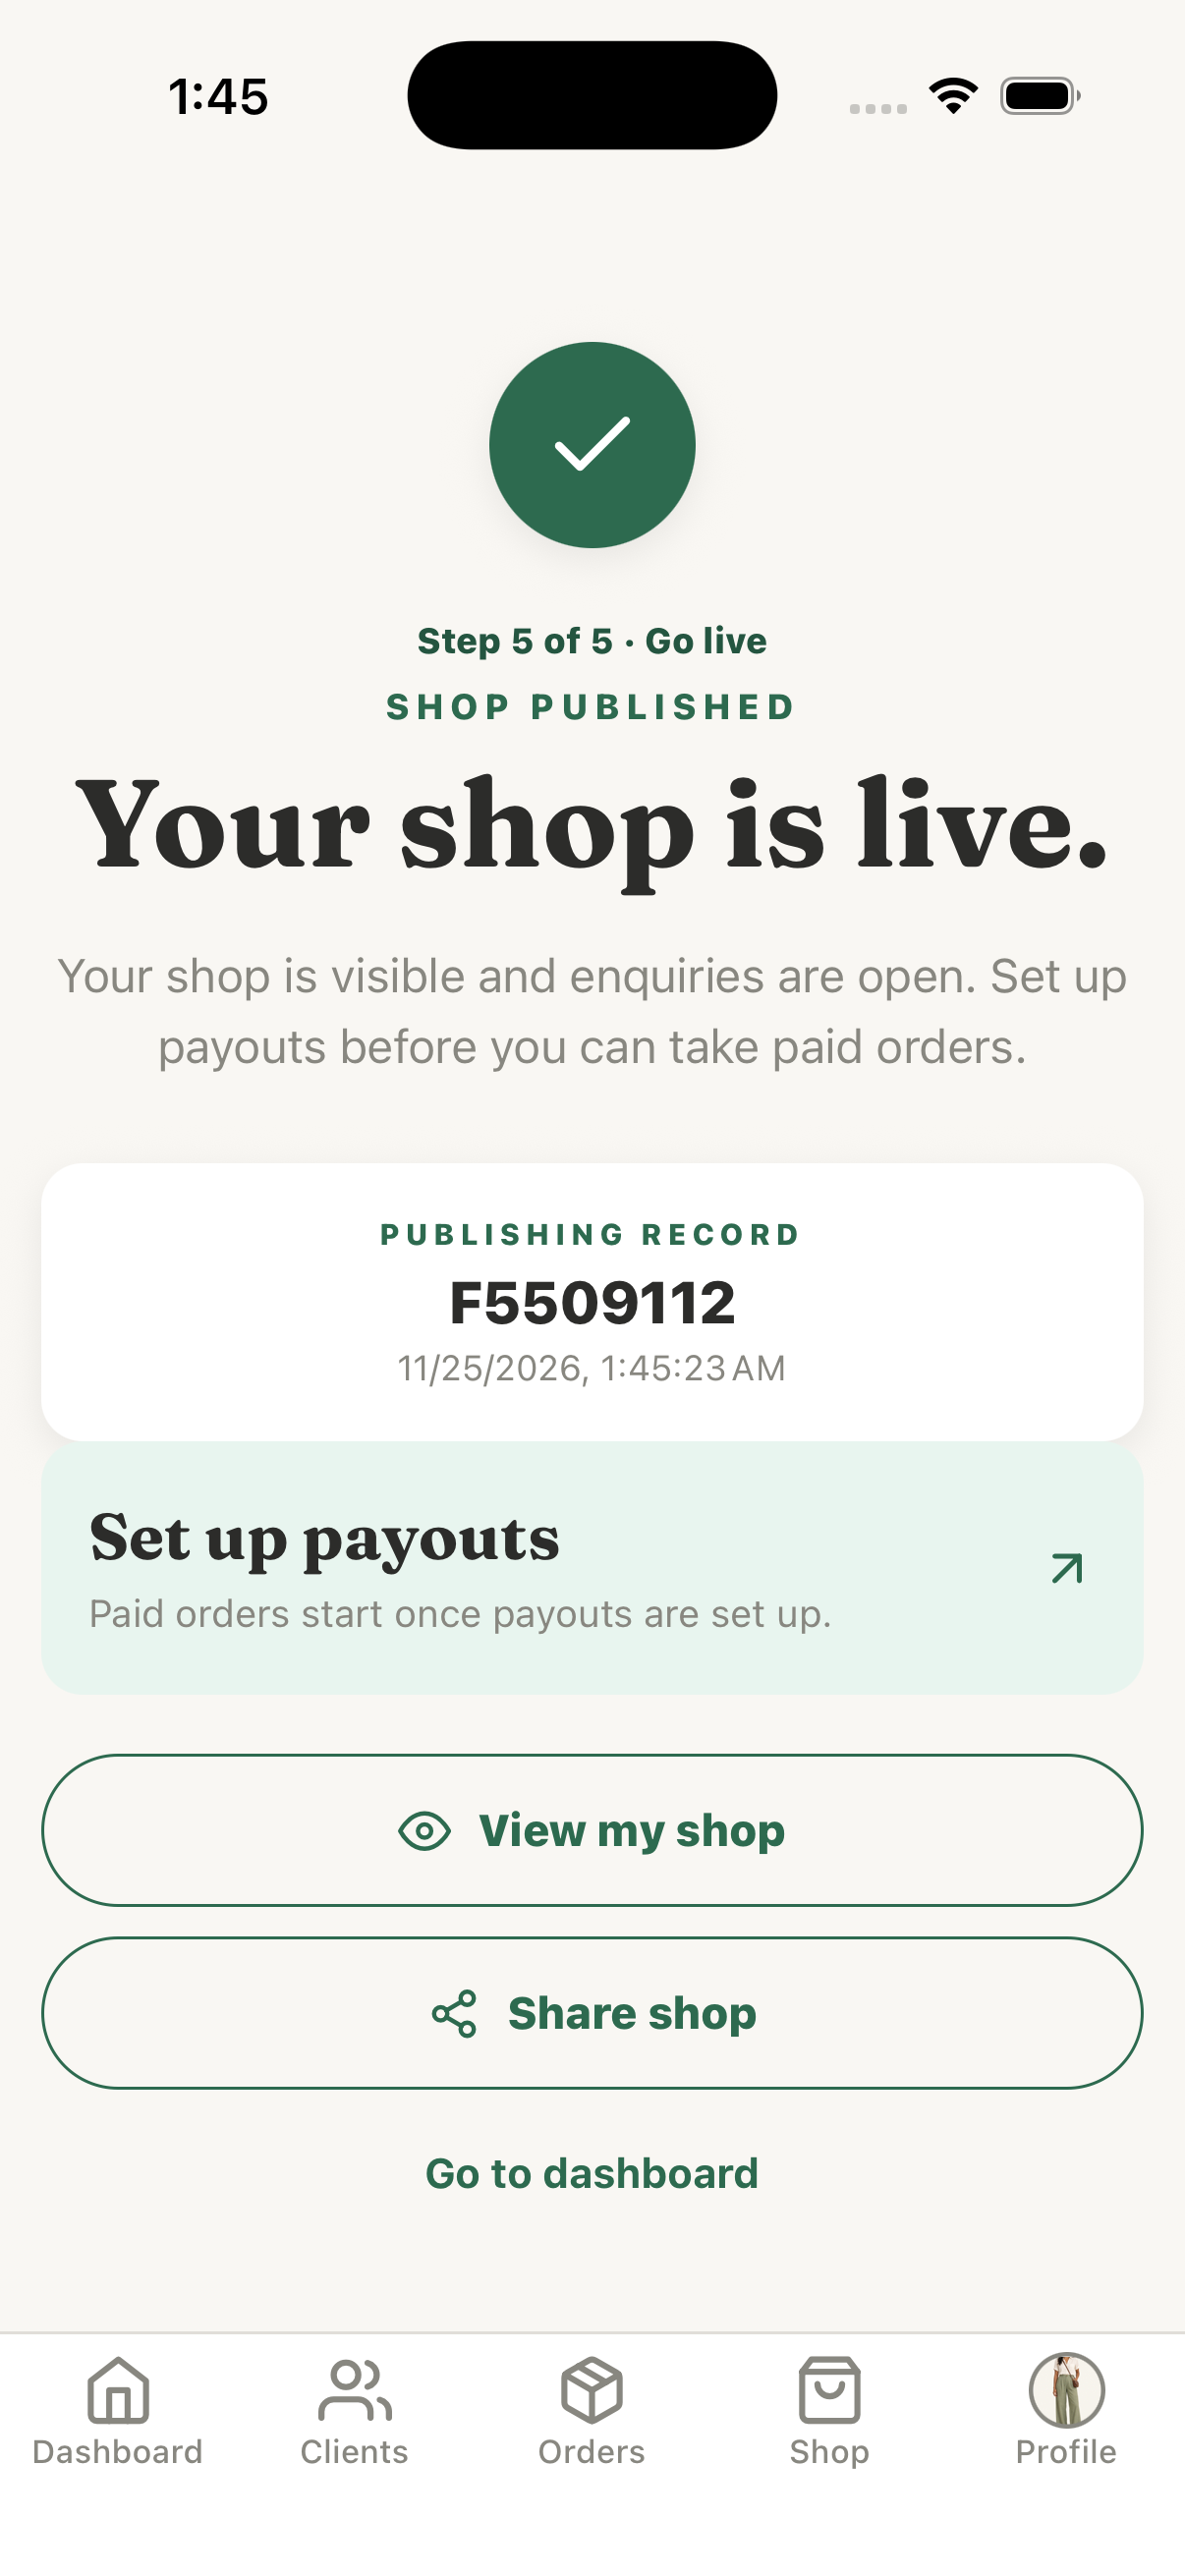 1:45
Step 5 of 5 · Go live
SHOP PUBLISHED
Your shop is live.
Your shop is visible and enquiries are open. Set up
payouts before you can take paid orders.
PUBLISHING RECORD
F5509112
11/25/2026, 1:45:23 AM
Set up payouts
Paid orders start once payouts are set up.
View my shop
Share shop
Go to dashboard
Dashboard
Clients
Orders
Shop
Profile